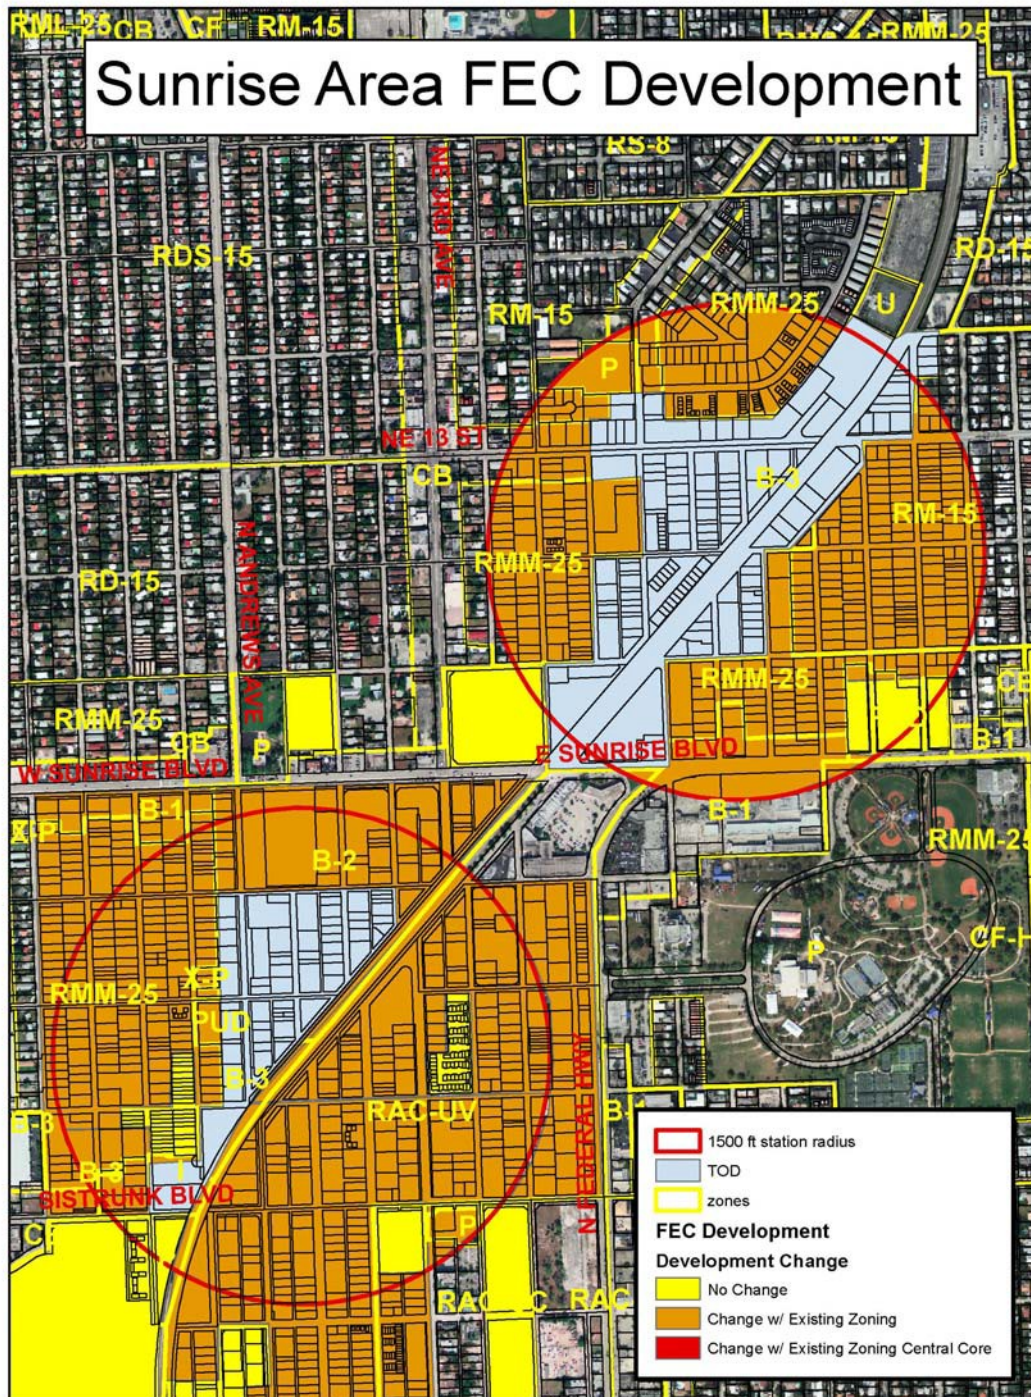 RML-25
CB
CF
RM-15
RMM-25
Sunrise Area FEC Development
RS-8
NE 3RD AVE
RDS-15
RD-15
RM-15
RMM-25
U
P
NE 13 ST
CB
B-3
RM-15
N ANDREWS AVE
RMM-25
RD-15
RMM-25
RMM-25
CB
CB
P
B-1
W SUNRISE BLVD
E SUNRISE BLVD
B-1
B-1
X-P
RMM-25
B-2
P
CF-H
X-P
RMM-25
PUD
B-3
RAC-UV
N FEDERAL HWY
B-1
B-3
B-3
I
SISTRUNK BLVD
P
RAC
1500 ft station radius
TOD
zones
FEC Development
Development Change
No Change
Change w/ Existing Zoning
Change w/ Existing Zoning Central Core